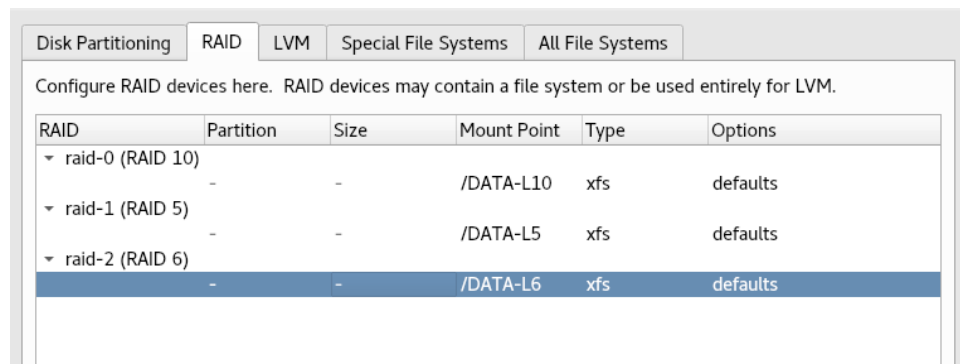 Disk Partitioning RAID LVM Special File Systems All File Systems
Configure RAID devices here. RAID devices may contain a file system or be used entirely for LVM.
RAID Partition Size Mount Point Type Options
raid-0 (RAID 10)
- - /DATA-L10 xfs defaults
raid-1 (RAID 5)
- - /DATA-L5 xfs defaults
raid-2 (RAID 6)
- - /DATA-L6 xfs defaults